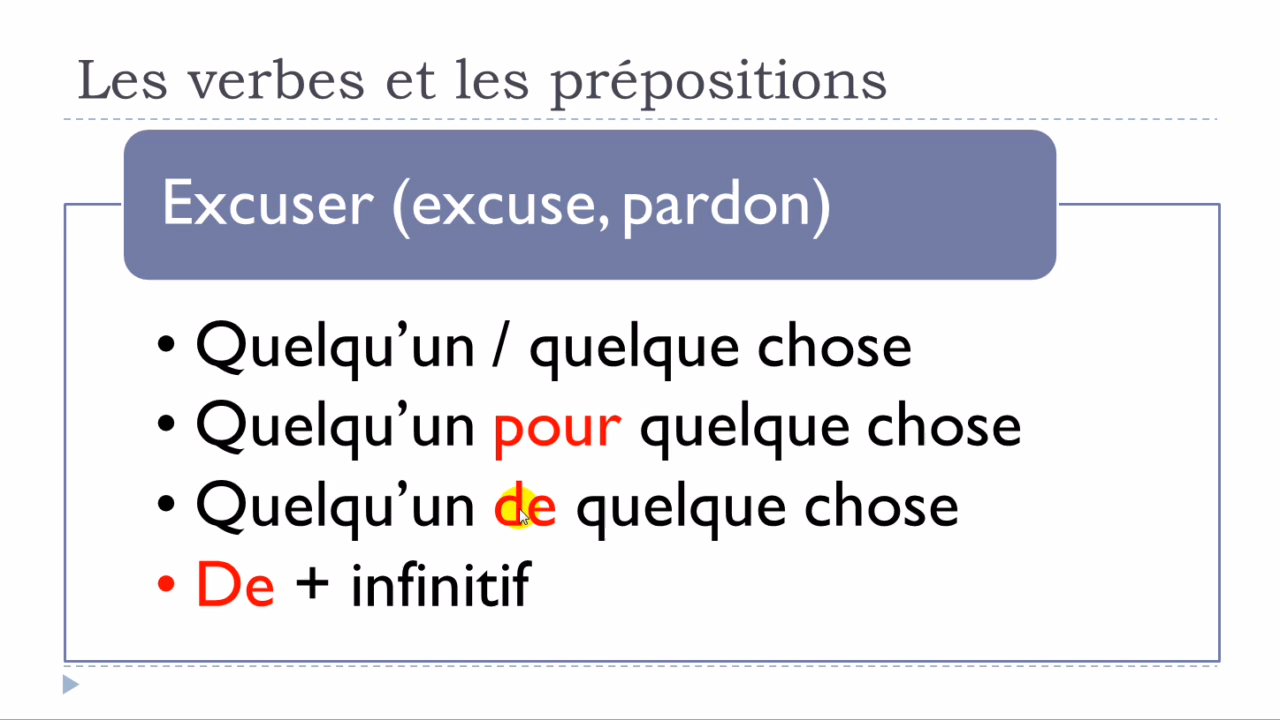 Les verbes et les prépositions
Excuser (excuse, pardon)
• Quelqu’un / quelque chose
• Quelqu’un pour quelque chose
• Quelqu’un de quelque chose
• De + infinitif